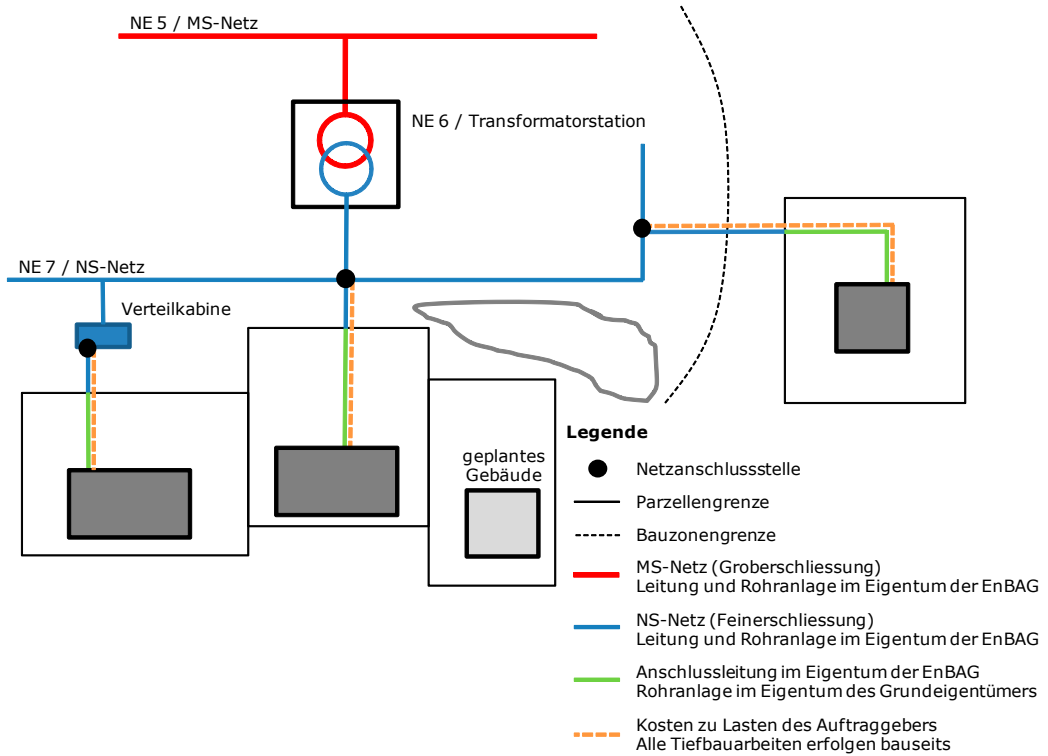 NE 5 / MS-Netz
NE 6 / Transformatorstation
NE 7 / NS-Netz
Verteilkabine
geplantes
Gebäude
Legende
Netzanschlussstelle
Parzellengrenze
Bauzonengrenze
MS-Netz (Groberschliessung)
Leitung und Rohranlage im Eigentum der EnBAG
NS-Netz (Feinerschliessung)
Leitung und Rohranlage im Eigentum der EnBAG
Anschlussleitung im Eigentum der EnBAG
Rohranlage im Eigentum des Grundeigentümers
Kosten zu Lasten des Auftraggebers
Alle Tiefbauarbeiten erfolgen bauseits